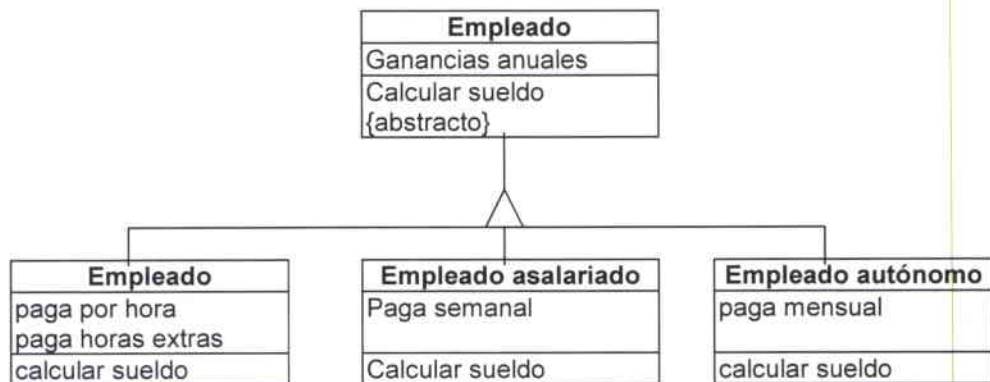 Empleado
Ganancias anuales
Calcular sueldo
{abstracto}
Empleado
paga por hora
paga horas extras
calcular sueldo
Empleado asalariado
Paga semanal
Calcular sueldo
Empleado autónomo
paga mensual
calcular sueldo